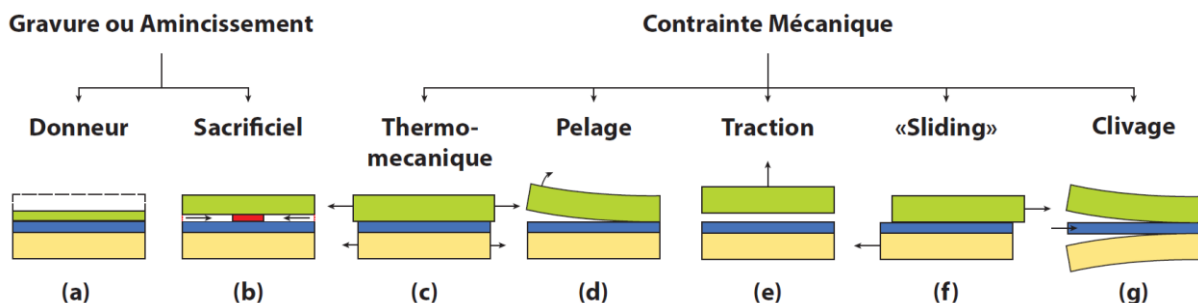 Gravure ou Amincissement
Contrainte Mécanique
Donneur
Sacrificiel
Thermo-
mecanique
Pelage
Traction
«Sliding»
Clivage
(a)
(b)
(c)
(d)
(e)
(f)
(g)